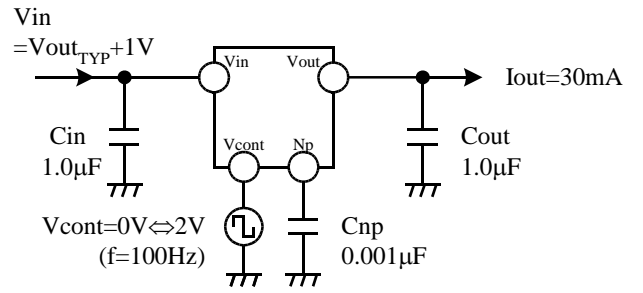 Vin
=VoutTYP+1V
Vin
Vout
Iout=30mA
Cin
1.0μF
Vcont
Np
Cout
1.0μF
Vcont=0V⇔2V
(f=100Hz)
Cnp
0.001μF